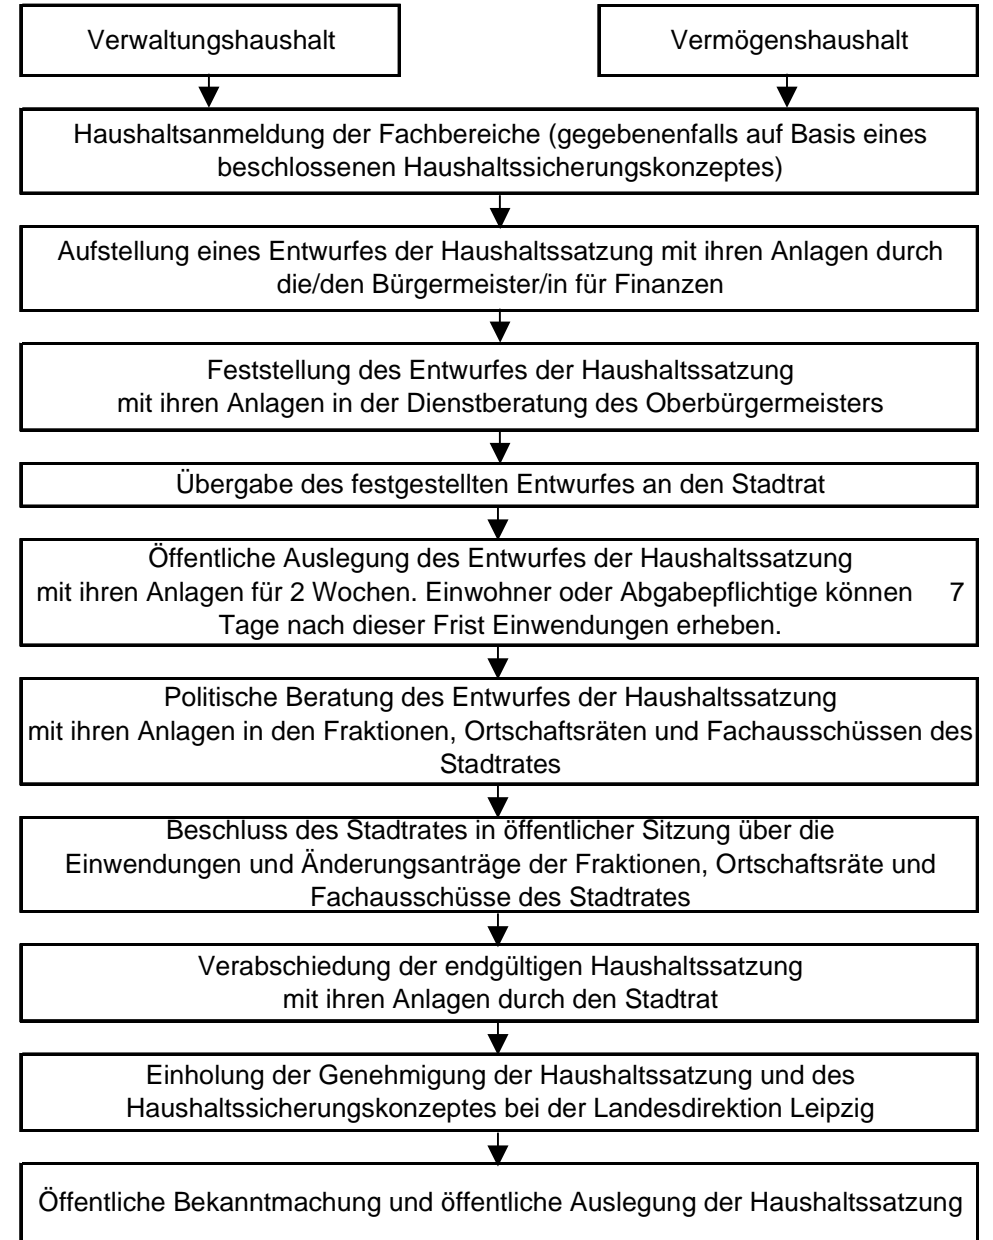 Verwaltungshaushalt
Vermögenshaushalt
Haushaltsanmeldung der Fachbereiche (gegebenenfalls auf Basis eines
beschlossenen Haushaltssicherungskonzeptes)
Aufstellung eines Entwurfes der Haushaltssatzung mit ihren Anlagen durch
die/den Bürgermeister/in für Finanzen
Feststellung des Entwurfes der Haushaltssatzung
mit ihren Anlagen in der Dienstberatung des Oberbürgermeisters
Übergabe des festgestellten Entwurfes an den Stadtrat
Öffentliche Auslegung des Entwurfes der Haushaltssatzung
mit ihren Anlagen für 2 Wochen. Einwohner oder Abgabepflichtige können 7
Tage nach dieser Frist Einwendungen erheben.
Politische Beratung des Entwurfes der Haushaltssatzung
mit ihren Anlagen in den Fraktionen, Ortschaftsräten und Fachausschüssen des
Stadtrates
Beschluss des Stadtrates in öffentlicher Sitzung über die
Einwendungen und Änderungsanträge der Fraktionen, Ortschaftsräte und
Fachausschüsse des Stadtrates
Verabschiedung der endgültigen Haushaltssatzung
mit ihren Anlagen durch den Stadtrat
Einholung der Genehmigung der Haushaltssatzung und des
Haushaltssicherungskonzeptes bei der Landesdirektion Leipzig
Öffentliche Bekanntmachung und öffentliche Auslegung der Haushaltssatzung